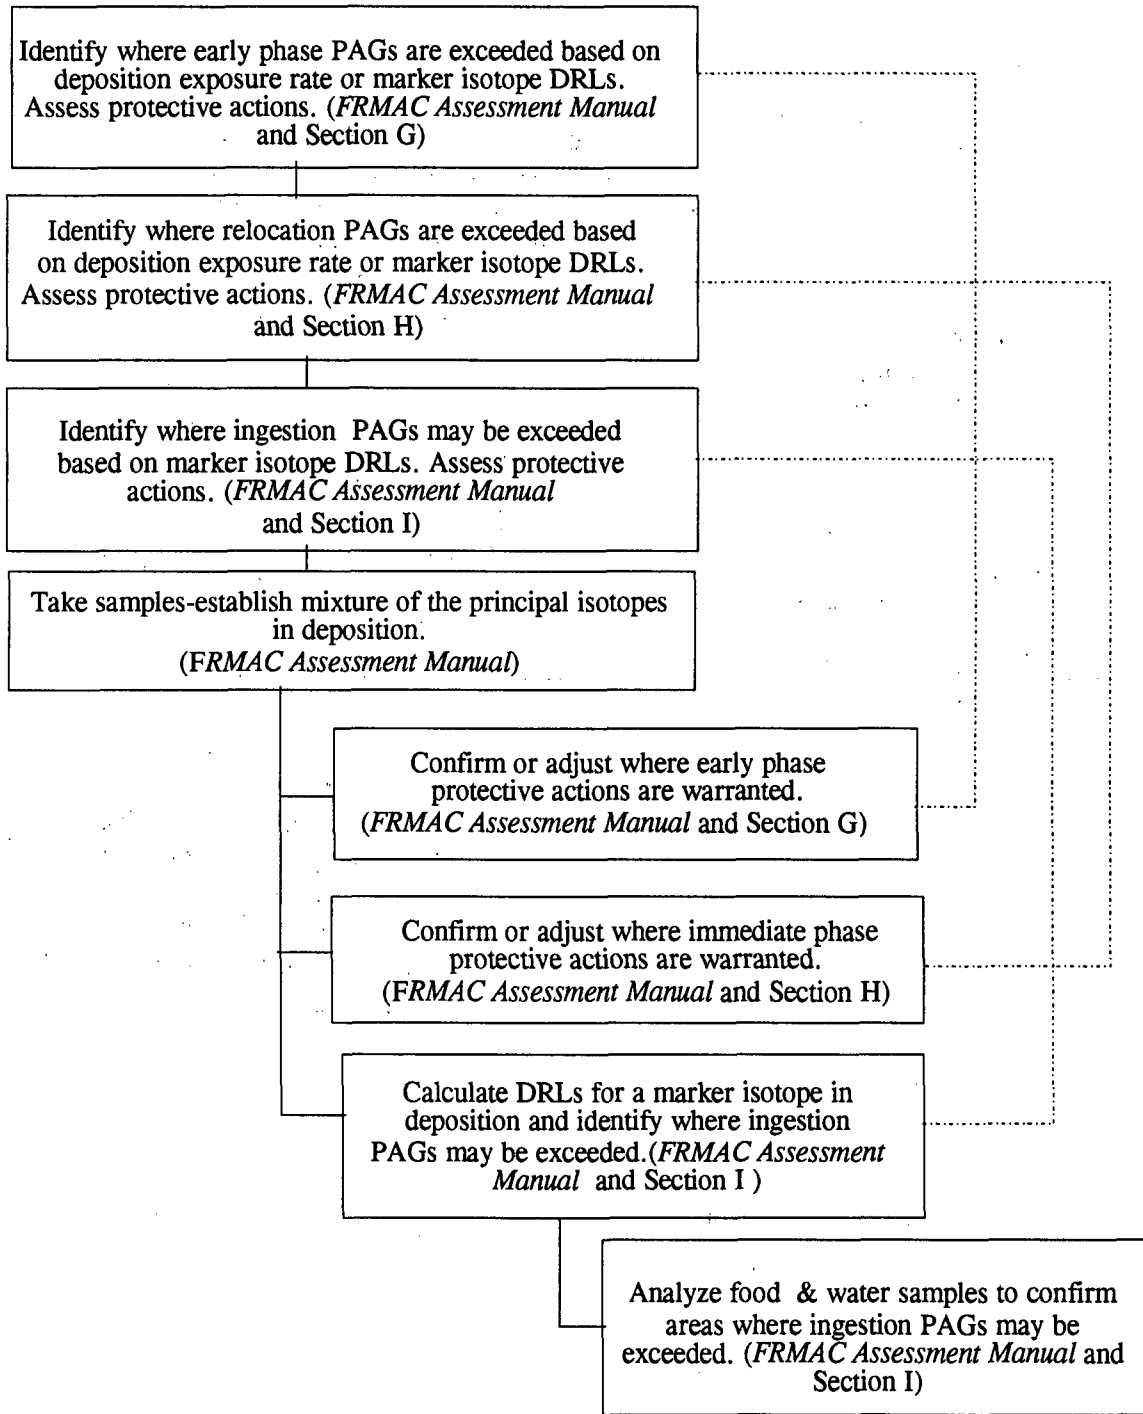 Identify where early phase PAGs are exceeded based on
deposition exposure rate or marker isotope DRLs.
Assess protective actions. (FRMAC Assessment Manual
and Section G)
Identify where relocation PAGs are exceeded based
on deposition exposure rate or marker isotope DRLs.
Assess protective actions. (FRMAC Assessment Manual
and Section H)
Identify where ingestion PAGs may be exceeded
based on marker isotope DRLs. Assess protective
actions. (FRMAC Assessment Manual
and Section I)
Take samples-establish mixture of the principal isotopes
in deposition.
(FRMAC Assessment Manual)
Confirm or adjust where early phase
protective actions are warranted.
(FRMAC Assessment Manual and Section G)
Confirm or adjust where immediate phase
protective actions are warranted.
(FRMAC Assessment Manual and Section H)
Calculate DRLs for a marker isotope in
deposition and identify where ingestion
PAGs may be exceeded.(FRMAC Assessment
Manual and Section I )
Analyze food & water samples to confirm
areas where ingestion PAGs may be
exceeded. (FRMAC Assessment Manual and
Section I)